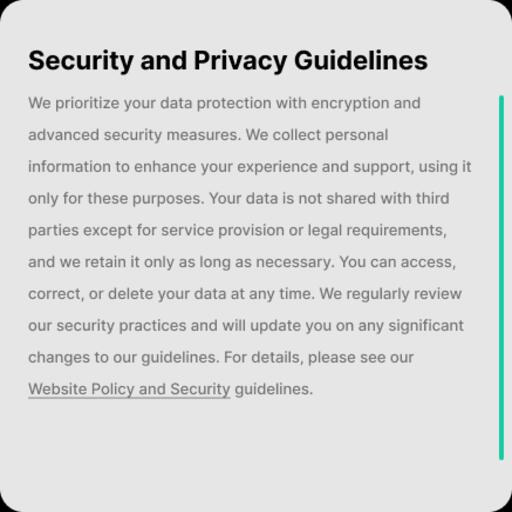 Security and Privacy Guidelines
We prioritize your data protection with encryption and
advanced security measures. We collect personal
information to enhance your experience and support, using it
only for these purposes. Your data is not shared with third
parties except for service provision or legal requirements,
and we retain it only as long as necessary. You can access,
correct, or delete your data at any time. We regularly review
our security practices and will update you on any significant
changes to our guidelines. For details, please see our
Website Policy and Security guidelines.